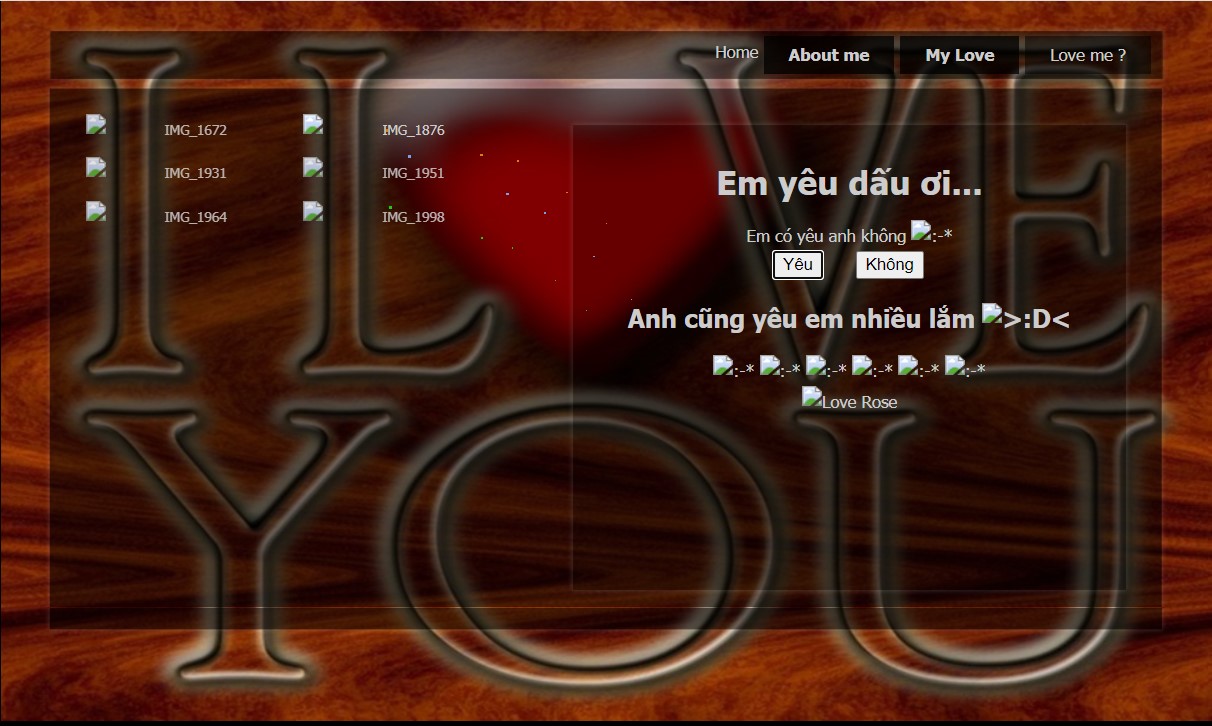 Home About me My Love Love me ?
IMG_1672 IMG_1876
IMG_1931 IMG_1951
IMG_1964 IMG_1998
Em yêu dấu ơi...
Em có yêu anh không :-*
Yêu Không
Anh cũng yêu em nhiều lắm >:D<
:-* :-* :-* :-* :-* :-*
Love Rose
I L VE
YOU